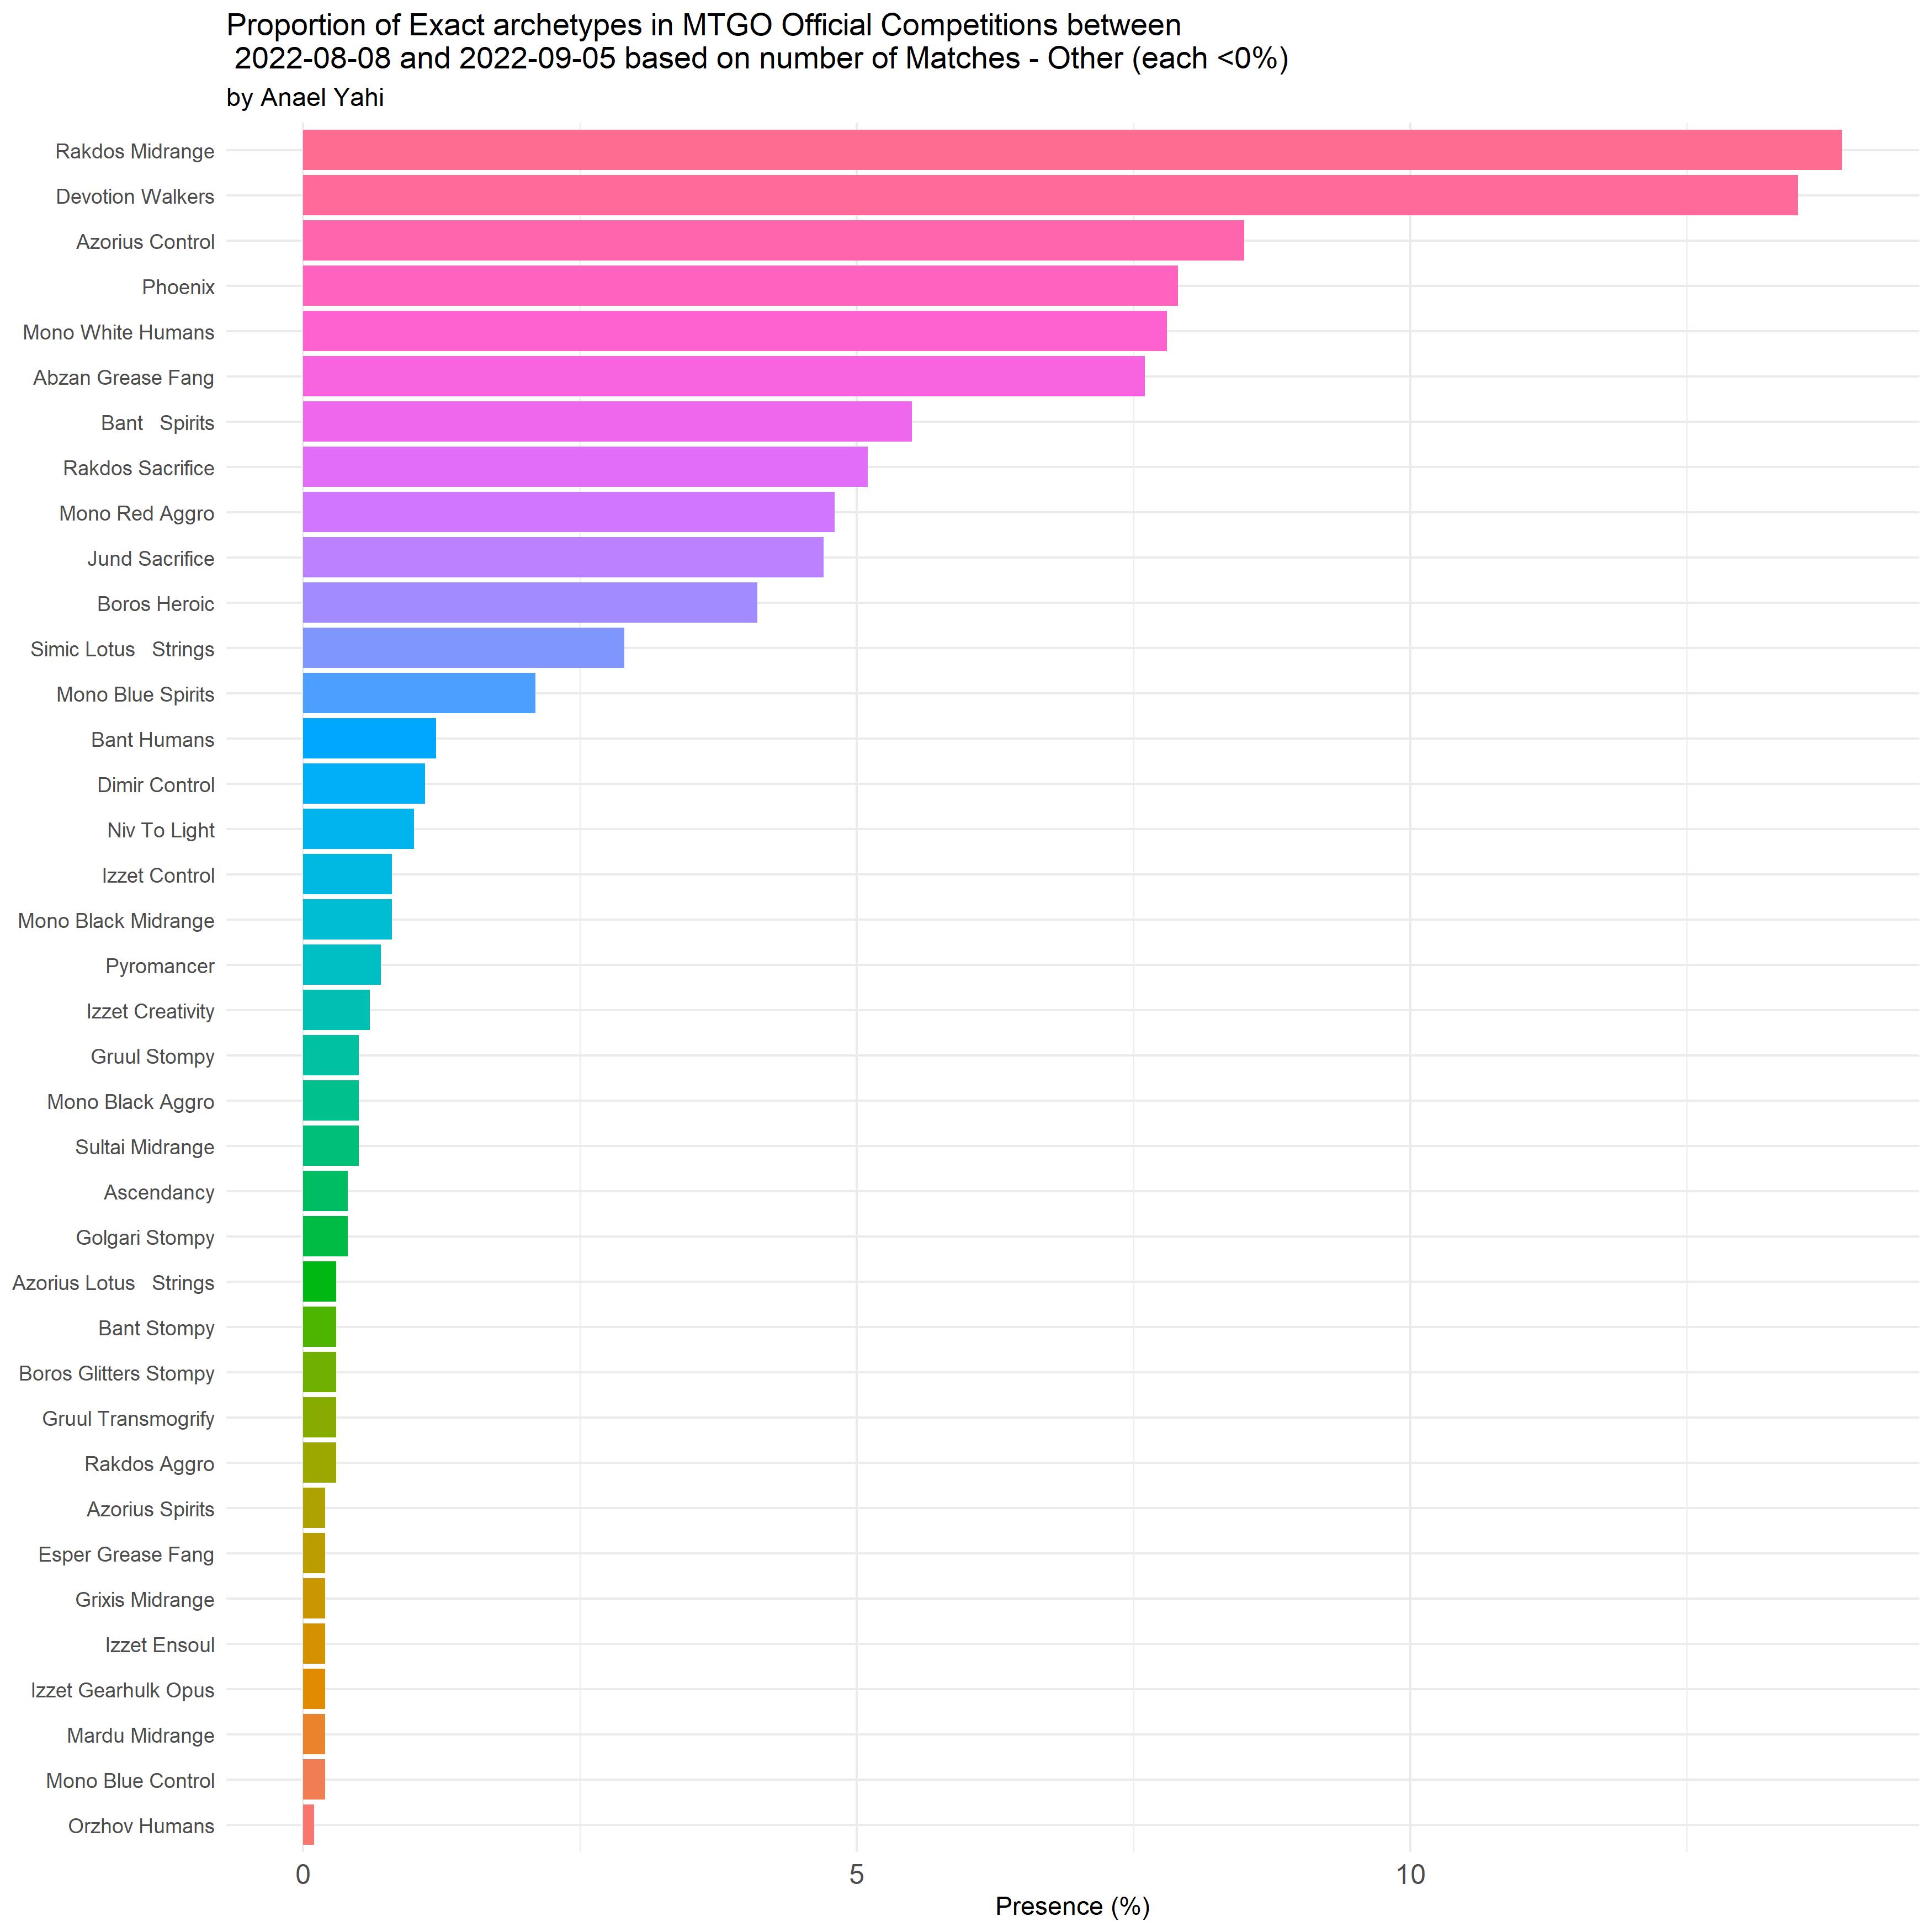 Proportion of Exact archetypes in MTGO Official Competitions between
2022-08-08 and 2022-09-05 based on number of Matches - Other (each <0%)
by Anael Yahi
Rakdos Midrange
Devotion Walkers
Azorius Control
Phoenix
Mono White Humans
Abzan Grease Fang
Bant   Spirits
Rakdos Sacrifice
Mono Red Aggro
Jund Sacrifice
Boros Heroic
Simic Lotus   Strings
Mono Blue Spirits
Bant Humans
Dimir Control
Niv To Light
Izzet Control
Mono Black Midrange
Pyromancer
Izzet Creativity
Gruul Stompy
Mono Black Aggro
Sultai Midrange
Ascendancy
Golgari Stompy
Azorius Lotus   Strings
Bant Stompy
Boros Glitters Stompy
Gruul Transmogrify
Rakdos Aggro
Azorius Spirits
Esper Grease Fang
Grixis Midrange
Izzet Ensoul
Izzet Gearhulk Opus
Mardu Midrange
Mono Blue Control
Orzhov Humans
0 5 10
Presence (%)